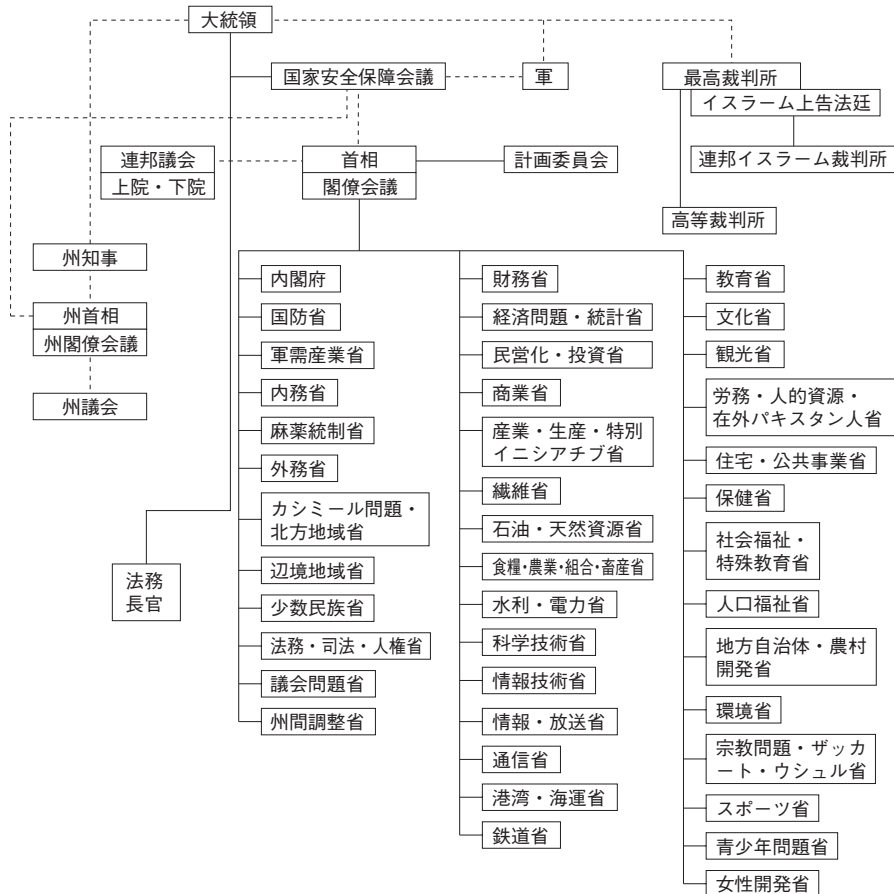 大統領
国家安全保障会議
軍
最高裁判所
イスラーム上告法廷
連邦イスラーム裁判所
高等裁判所
連邦議会
上院・下院
首相
閣僚会議
計画委員会
州知事
州首相
州閣僚会議
州議会
法務
長官
内閣府
国防省
軍需産業省
内務省
麻薬統制省
外務省
カシミール問題・
北方地域省
辺境地域省
少数民族省
法務・司法・人権省
議会問題省
州間調整省
財務省
経済問題・統計省
民営化・投資省
商業省
産業・生産・特別
イニシアチブ省
繊維省
石油・天然資源省
食糧・農業・組合・畜産省
水利・電力省
科学技術省
情報技術省
情報・放送省
通信省
港湾・海運省
鉄道省
教育省
文化省
観光省
労務・人的資源・
在外パキスタン人省
住宅・公共事業省
保健省
社会福祉・
特殊教育省
人口福祉省
地方自治体・農村
開発省
環境省
宗教問題・ザッカ
ート・ウシュル省
スポーツ省
青少年問題省
女性開発省